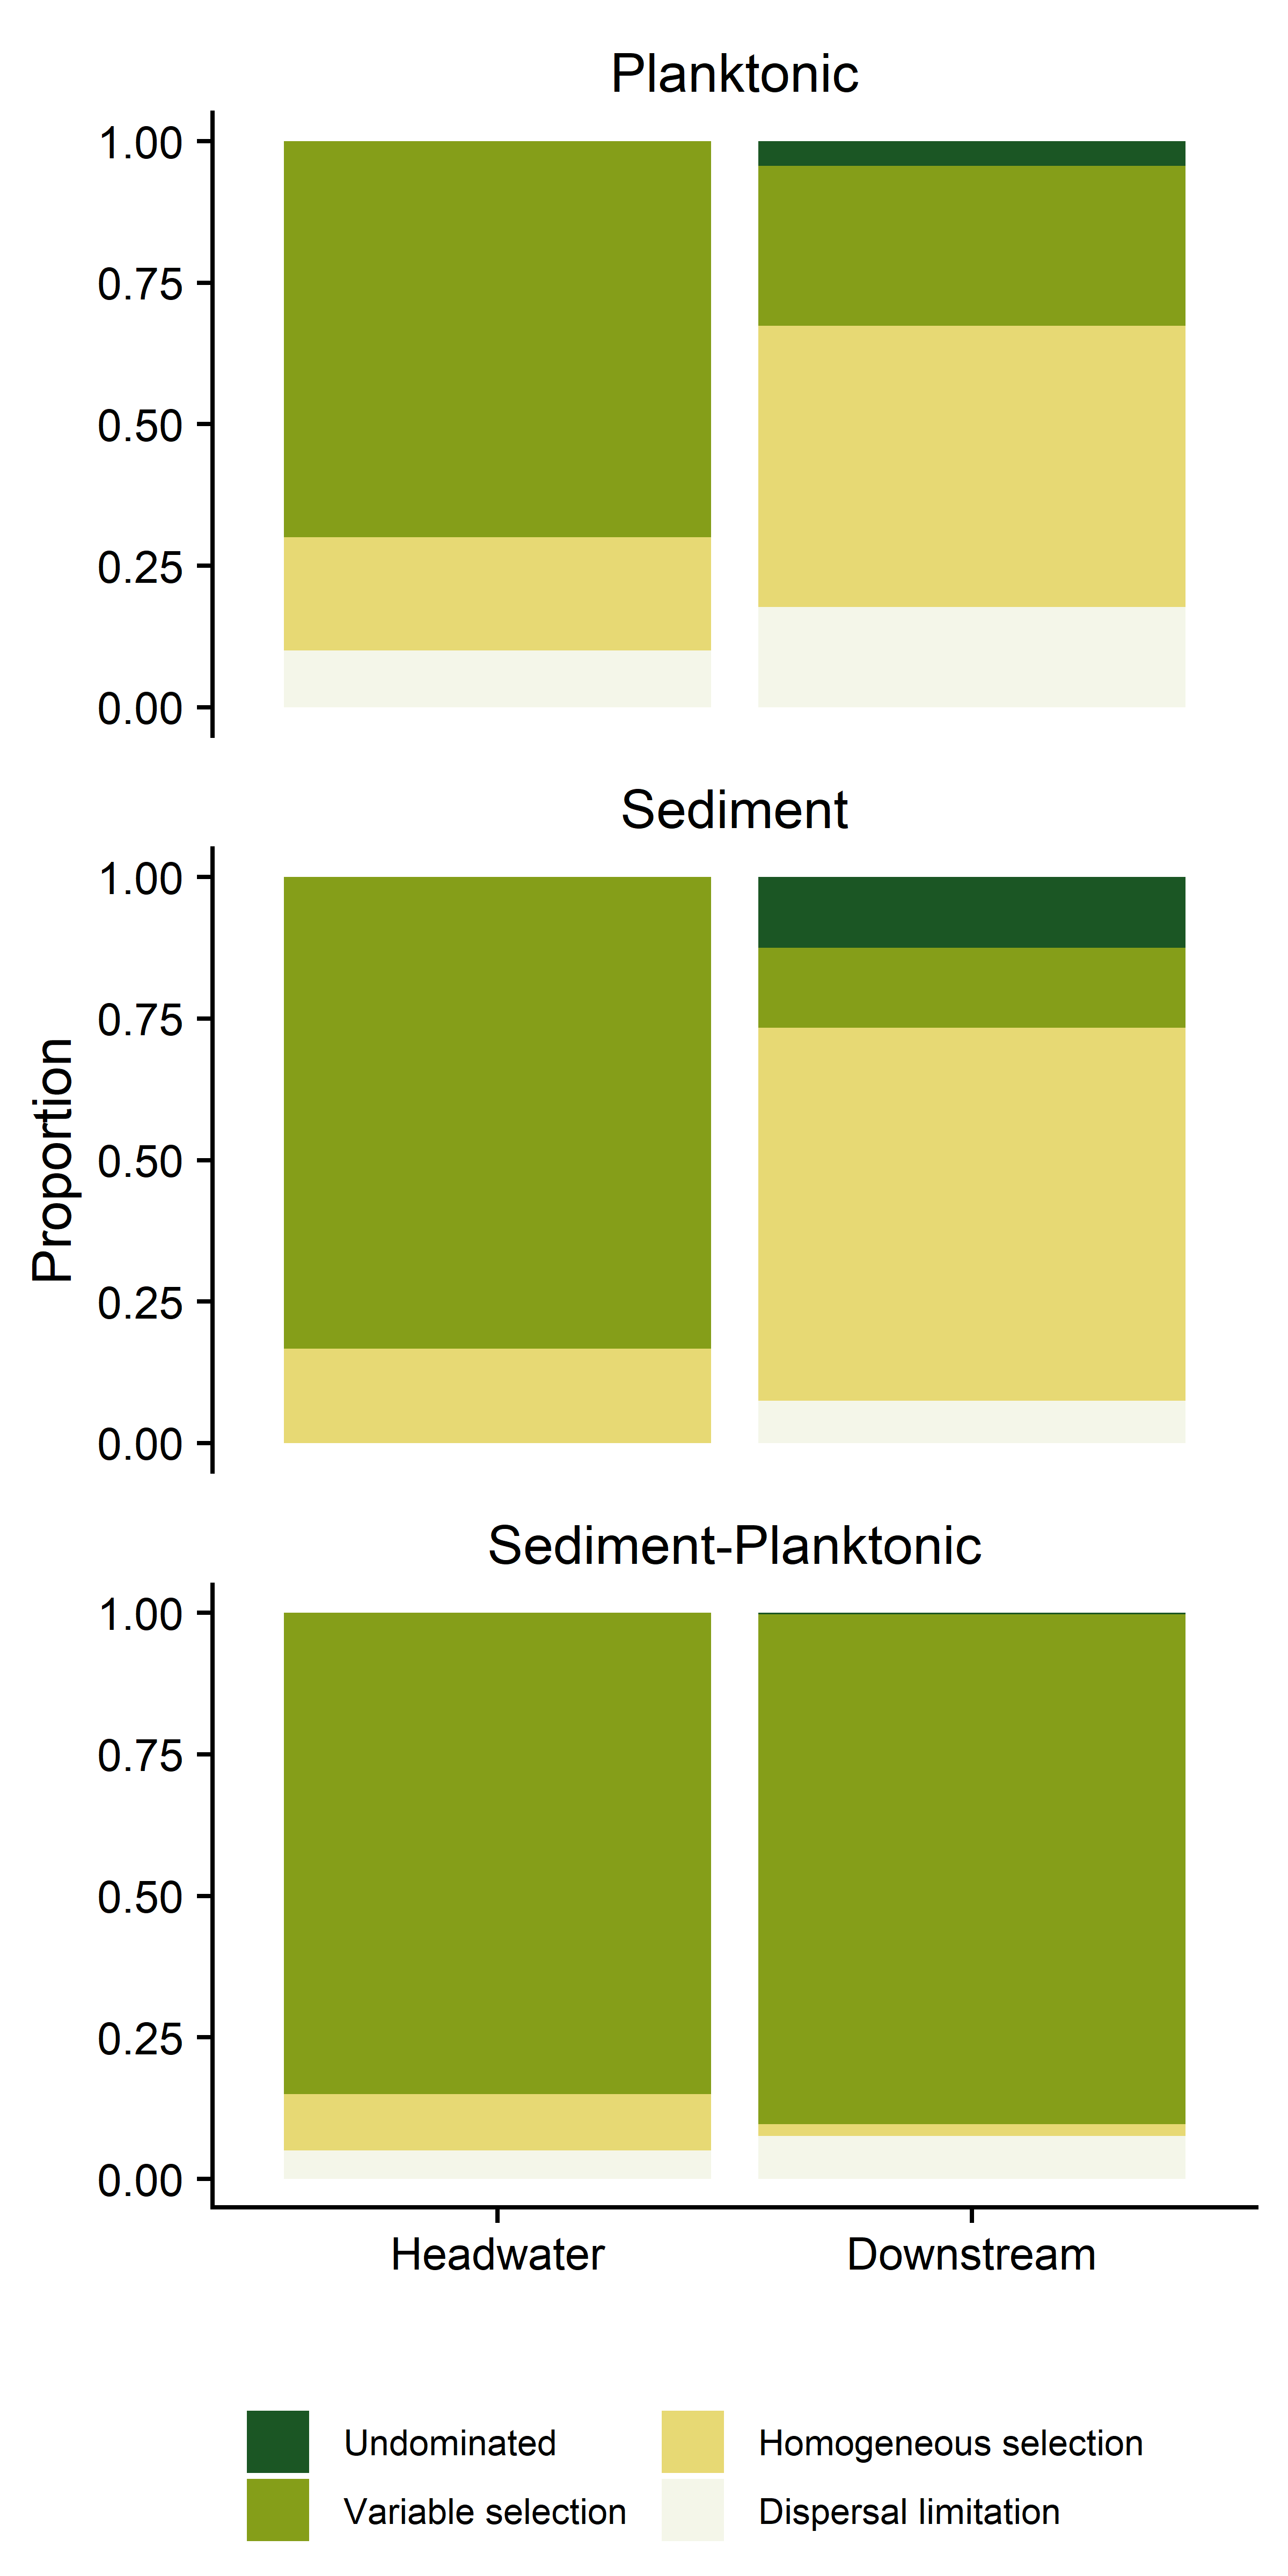 Planktonic
1.00
0.75
0.50
0.25
0.00
Sediment
1.00
0.75
0.50
0.25
0.00
Proportion
Sediment-Planktonic
1.00
0.75
0.50
0.25
0.00
Headwater Downstream
Undominated Homogeneous selection
Variable selection Dispersal limitation